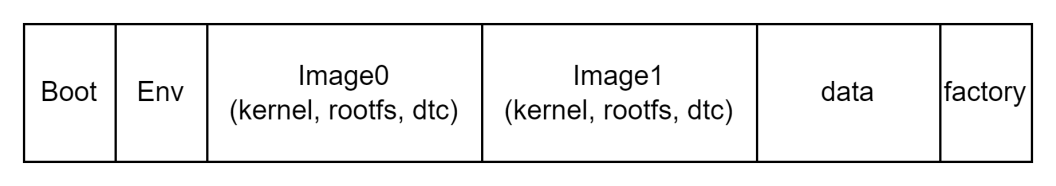 Boot
Env
Image0
(kernel, rootfs, dtc)
Image1
(kernel, rootfs, dtc)
data
factory